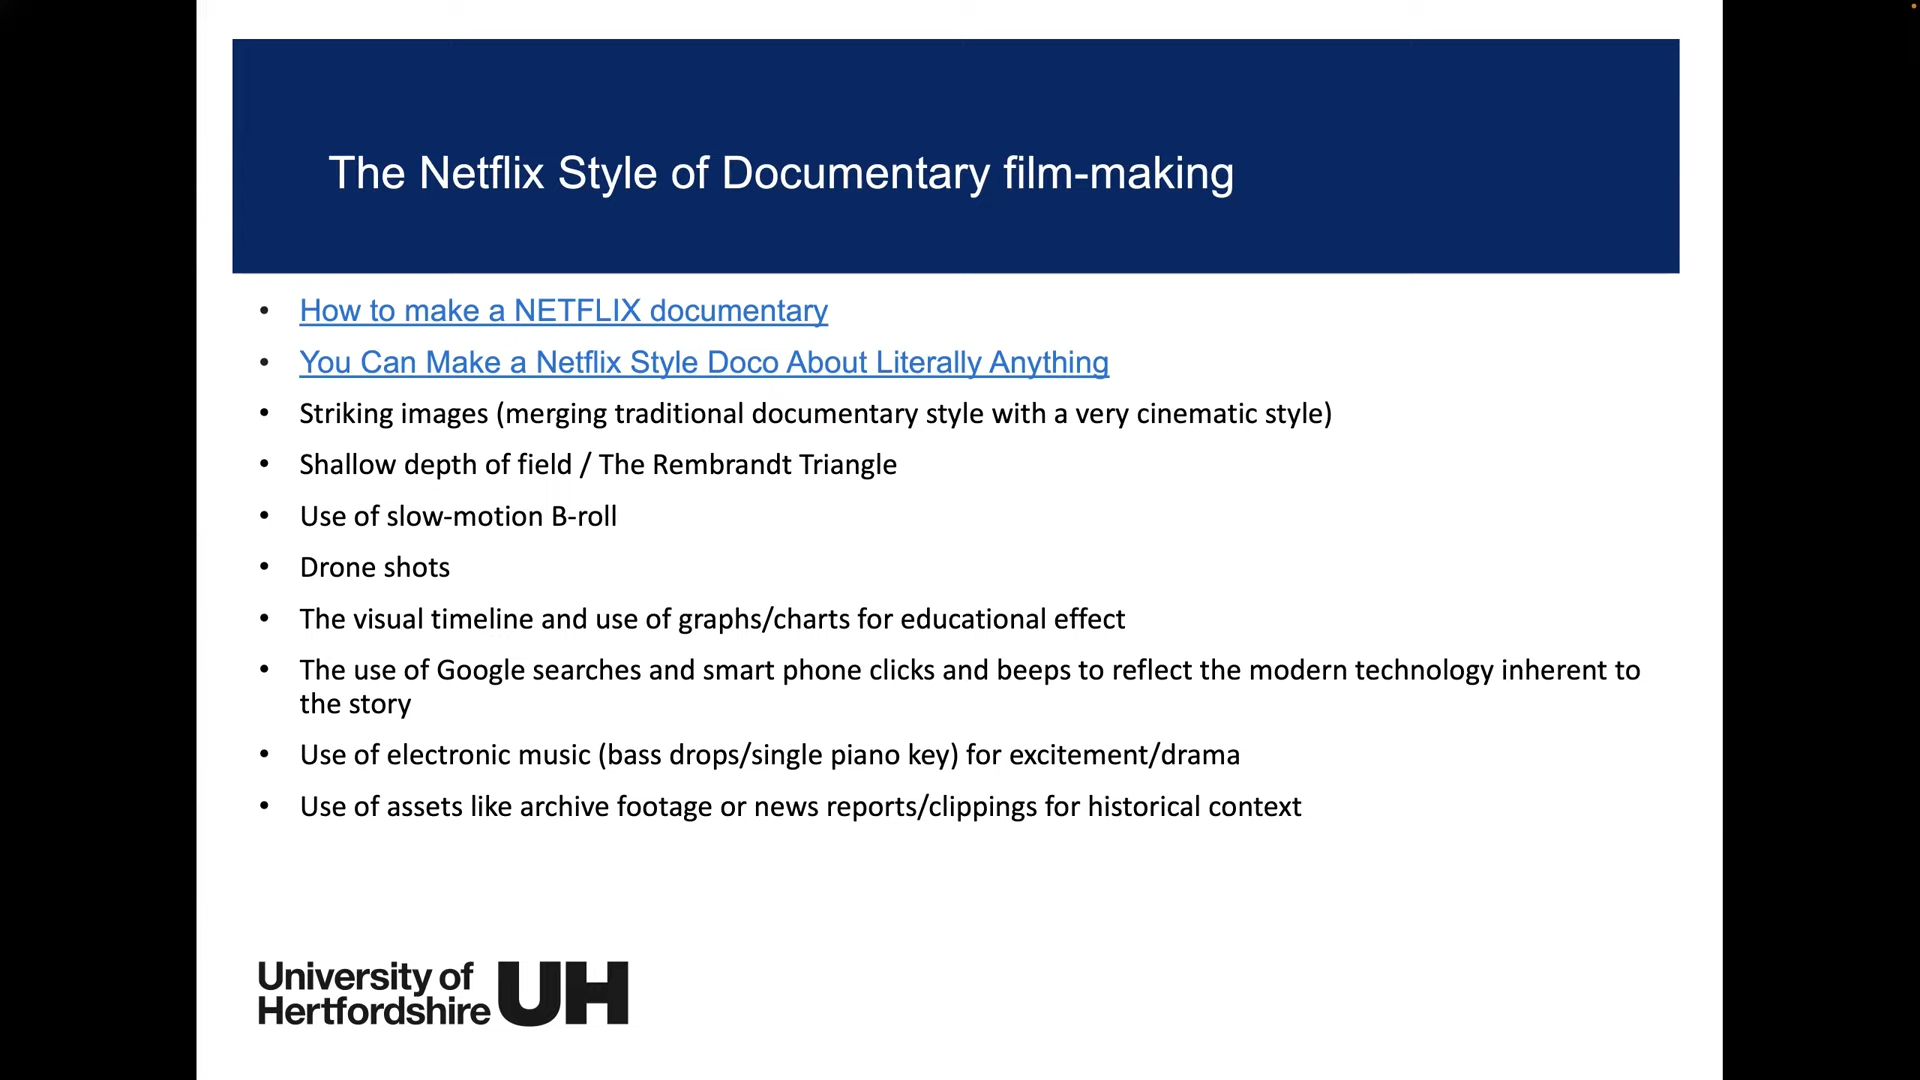 The Netflix Style of Documentary film-making
• How to make a NETFLIX documentary
• You Can Make a Netflix Style Doco About Literally Anything
• Striking images (merging traditional documentary style with a very cinematic style)
• Shallow depth of field / The Rembrandt Triangle
• Use of slow-motion B-roll
• Drone shots
• The visual timeline and use of graphs/charts for educational effect
• The use of Google searches and smart phone clicks and beeps to reflect the modern technology inherent to
the story
• Use of electronic music (bass drops/single piano key) for excitement/drama
• Use of assets like archive footage or news reports/clippings for historical context
University of
Hertfordshire UH